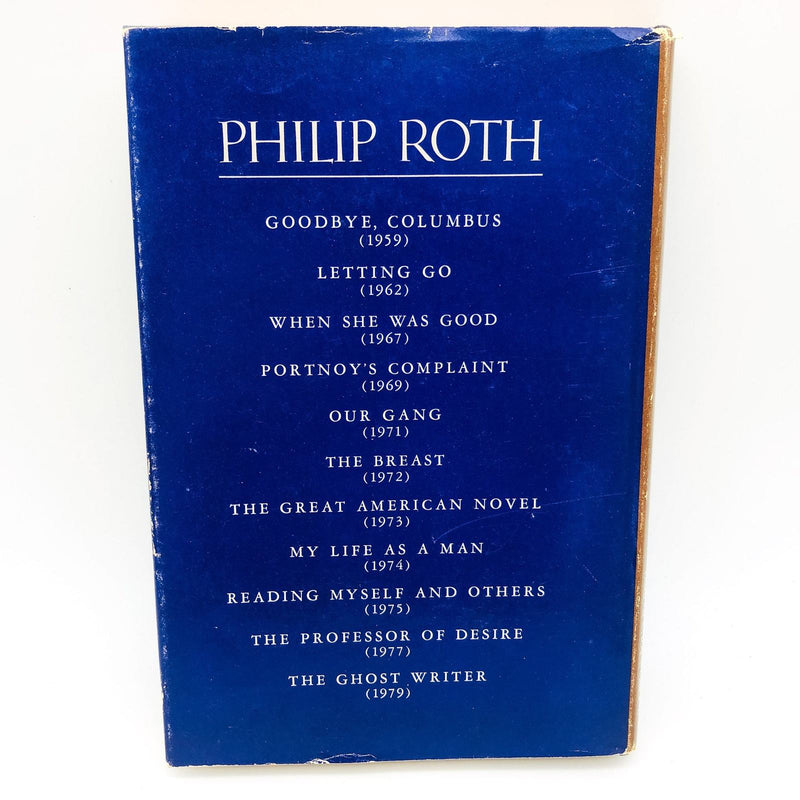 PHILIP ROTH
GOODBYE, COLUMBUS
(1959)
LETTING GO
(1962)
WHEN SHE WAS GOOD
(1967)
PORTNOY'S COMPLAINT
(1969)
OUR GANG
(1971)
THE BREAST
(1972)
THE GREAT AMERICAN NOVEL
(1973)
MY LIFE AS A MAN
(1974)
READING MYSELF AND OTHERS
(1975)
THE PROFESSOR OF DESIRE
(1977)
THE GHOST WRITER
(1979)